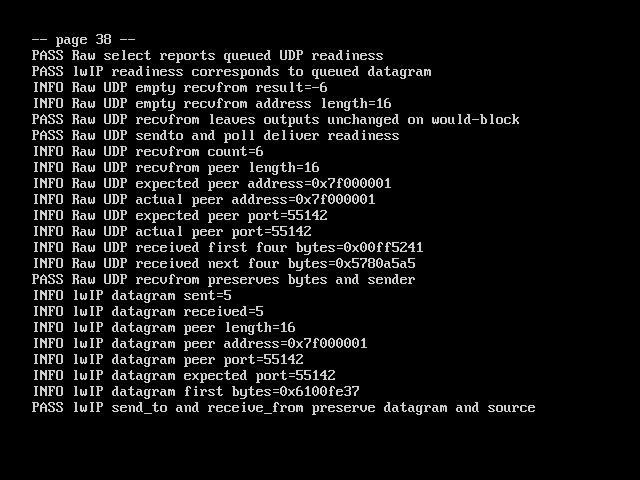 -- page 38 --
PASS Raw select reports queued UDP readiness
PASS lwIP readiness corresponds to queued datagram
INFO Raw UDP empty recvfrom result=-6
INFO Raw UDP empty recvfrom address length=16
PASS Raw UDP recvfrom leaves outputs unchanged on would-block
PASS Raw UDP sendto and poll deliver readiness
INFO Raw UDP recvfrom count=6
INFO Raw UDP recvfrom peer length=16
INFO Raw UDP expected peer address=0x7f000001
INFO Raw UDP actual peer address=0x7f000001
INFO Raw UDP expected peer port=55142
INFO Raw UDP actual peer port=55142
INFO Raw UDP received first four bytes=0x00ff5241
INFO Raw UDP received next four bytes=0x5780a5a5
PASS Raw UDP recvfrom preserves bytes and sender
INFO lwIP datagram sent=5
INFO lwIP datagram received=5
INFO lwIP datagram peer length=16
INFO lwIP datagram peer address=0x7f000001
INFO lwIP datagram peer port=55142
INFO lwIP datagram expected port=55142
INFO lwIP datagram first bytes=0x6100fe37
PASS lwIP send_to and receive_from preserve datagram and source